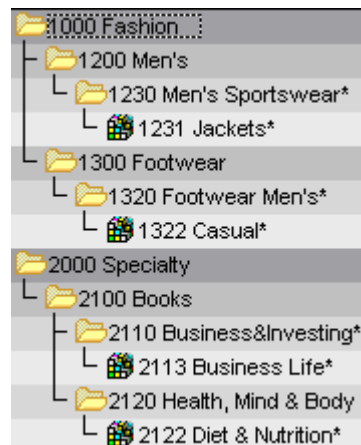 1000 Fashion
1200 Men's
1230 Men's Sportswear*
1231 Jackets*
1300 Footwear
1320 Footwear Men's*
1322 Casual*
2000 Specialty
2100 Books
2110 Business&Investing*
2113 Business Life*
2120 Health, Mind & Body
2122 Diet & Nutrition*